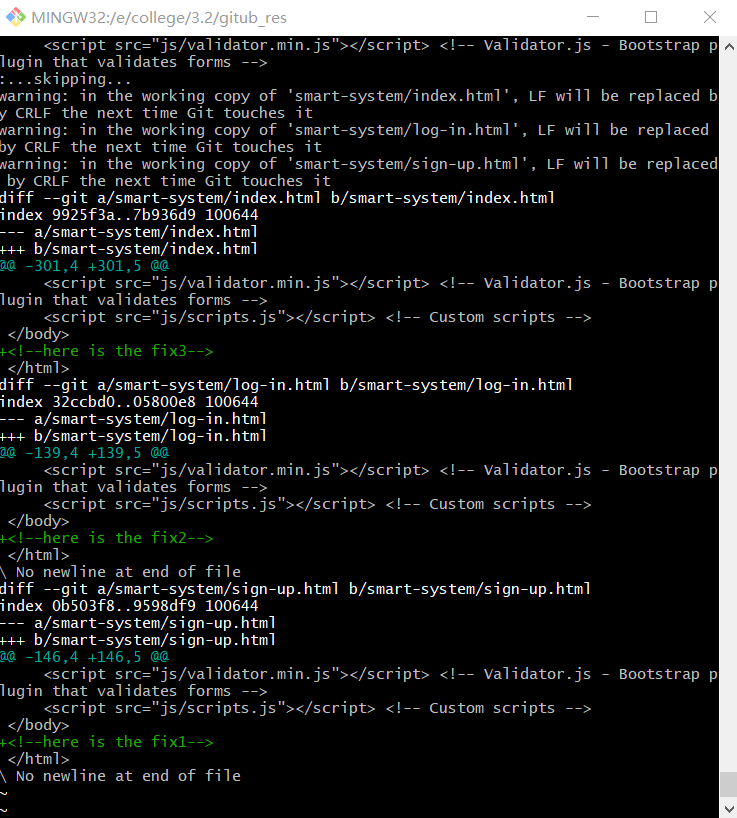 MINGW32:/e/college/3.2/gitub_res
    <script src="js/validator.min.js"></script> <!-- Validator.js - Bootstrap p
lugin that validates forms -->
:...skipping...
warning: in the working copy of 'smart-system/index.html', LF will be replaced b
y CRLF the next time Git touches it
warning: in the working copy of 'smart-system/log-in.html', LF will be replaced
by CRLF the next time Git touches it
warning: in the working copy of 'smart-system/sign-up.html', LF will be replaced
 by CRLF the next time Git touches it
diff --git a/smart-system/index.html b/smart-system/index.html
index 9925f3a..7b936d9 100644
--- a/smart-system/index.html
+++ b/smart-system/index.html
@@ -301,4 +301,5 @@
     <script src="js/validator.min.js"></script> <!-- Validator.js - Bootstrap p
lugin that validates forms -->
     <script src="js/scripts.js"></script> <!-- Custom scripts -->
 </body>
+<!--here is the fix3-->
 </html>
diff --git a/smart-system/log-in.html b/smart-system/log-in.html
index 32ccbd0..05800e8 100644
--- a/smart-system/log-in.html
+++ b/smart-system/log-in.html
@@ -139,4 +139,5 @@
     <script src="js/validator.min.js"></script> <!-- Validator.js - Bootstrap p
lugin that validates forms -->
     <script src="js/scripts.js"></script> <!-- Custom scripts -->
 </body>
+<!--here is the fix2-->
 </html>
\ No newline at end of file
diff --git a/smart-system/sign-up.html b/smart-system/sign-up.html
index 0b503f8..9598df9 100644
--- a/smart-system/sign-up.html
+++ b/smart-system/sign-up.html
@@ -146,4 +146,5 @@
     <script src="js/validator.min.js"></script> <!-- Validator.js - Bootstrap p
lugin that validates forms -->
     <script src="js/scripts.js"></script> <!-- Custom scripts -->
 </body>
+<!--here is the fix1-->
 </html>
\ No newline at end of file
~
~